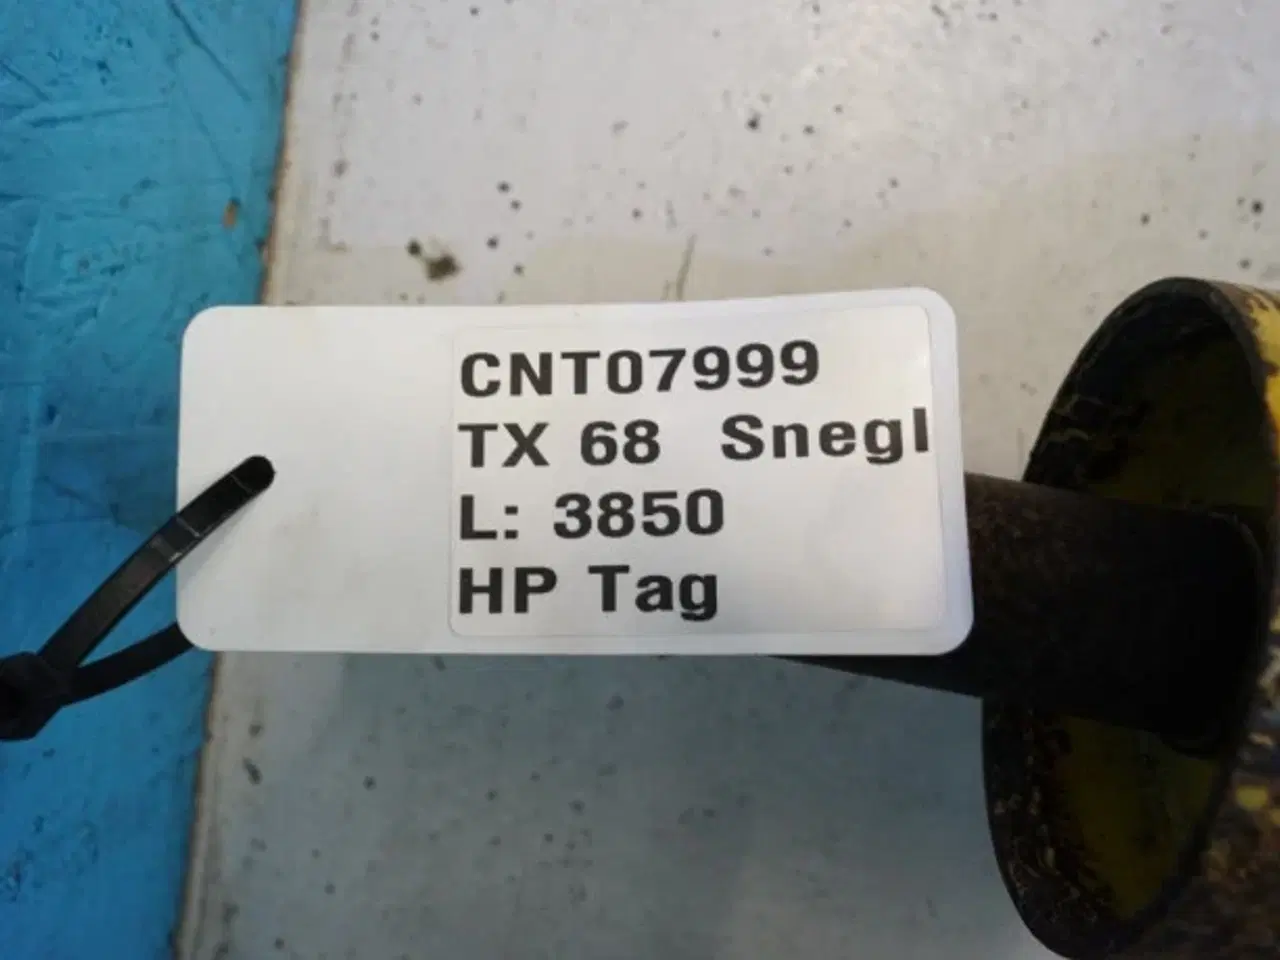 CNT07999
TX 68 Snegl
L: 3850
HP Tag